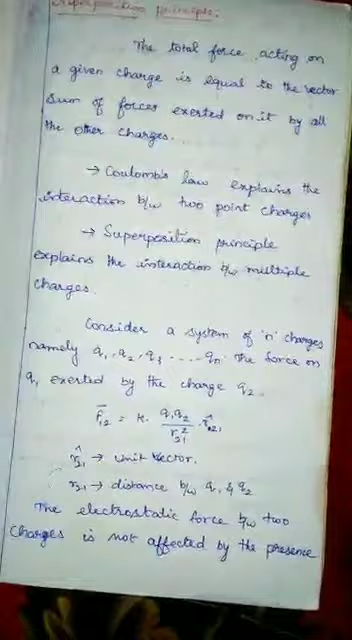 Superposition principle.
The total force acting on
a given charge is equal to the vector
sum of forces exerted on it by all
the other charges.
→ Coulomb's law explains the
interaction b/w two point charges
→ Superposition principle
explains the interaction b/w multiple
charges.
Consider a system of 'n' charges
namely q₁, q₂, q₃ .... qₙ. The force on
q₁ exerted by the charge q₂.
F⃗₁₂ = k. q₁q₂/r₂₁² . r̂₂₁
r̂₂₁ → unit vector.
r₂₁ → distance b/w q₁ & q₂
The electrostatic force b/w two
charges is not affected by the presence